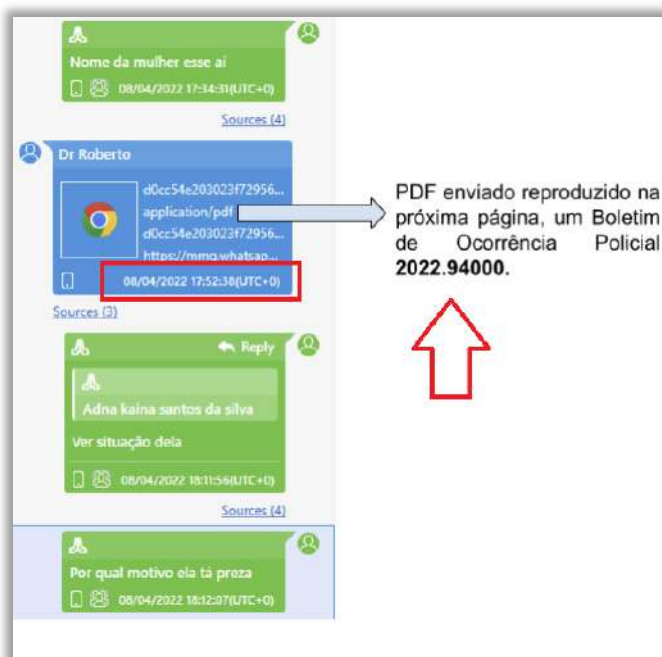 Nome da mulher esse aí
08/04/2022 17:34:31(UTC+0)
Sources (4)
Dr Roberto
d0cc54e203023f72956...
application/pdf
d0cc54e203023f72956...
https://mmg.whatsap...
08/04/2022 17:52:38(UTC+0)
Sources (3)
PDF enviado reproduzido na
próxima página, um Boletim
de Ocorrência Policial
2022.94000.
Reply
Adna kaina santos da silva
Ver situação dela
08/04/2022 18:11:56(UTC+0)
Sources (4)
Por qual motivo ela tá preza
08/04/2022 18:12:07(UTC+0)